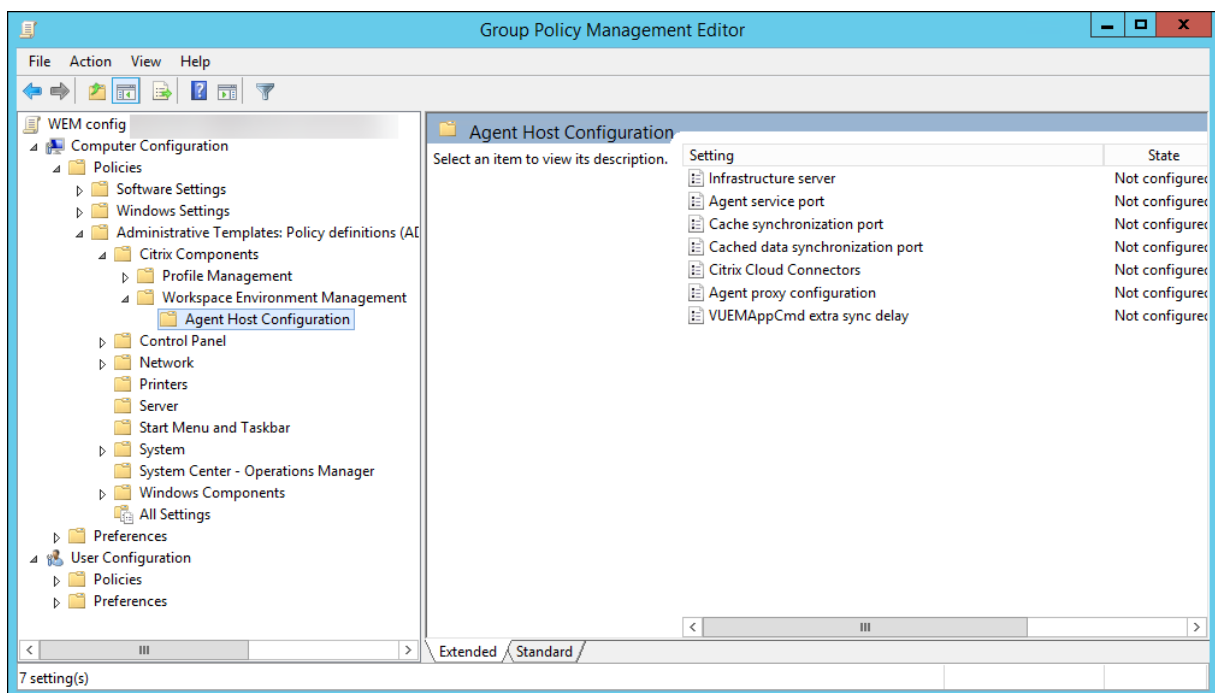 Group Policy Management Editor
File Action View Help
WEM config
Computer Configuration
Policies
Software Settings
Windows Settings
Administrative Templates: Policy definitions (AD
Citrix Components
Profile Management
Workspace Environment Management
Agent Host Configuration
Control Panel
Network
Printers
Server
Start Menu and Taskbar
System
System Center - Operations Manager
Windows Components
All Settings
Preferences
User Configuration
Policies
Preferences
Agent Host Configuration
Select an item to view its description.
Setting State
Infrastructure server Not configured
Agent service port Not configured
Cache synchronization port Not configured
Cached data synchronization port Not configured
Citrix Cloud Connectors Not configured
Agent proxy configuration Not configured
VUEMAppCmd extra sync delay Not configured
Extended Standard
7 setting(s)